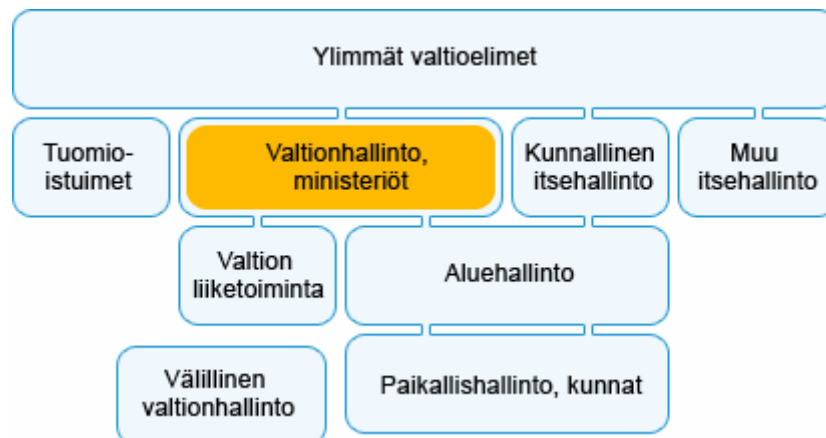 Ylimmät valtioelimet
Tuomio-
istuimet
Valtionhallinto,
ministeriöt
Kunnallinen
itsehallinto
Muu
itsehallinto
Valtion
liiketoiminta
Aluehallinto
Välillinen
valtionhallinto
Paikallishallinto, kunnat